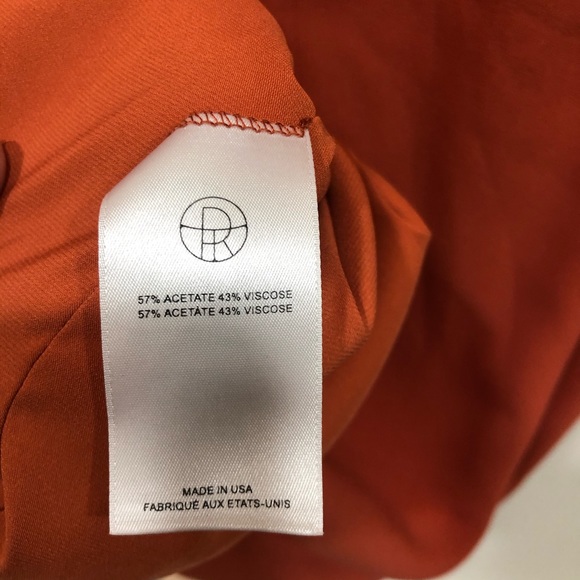 57% ACETATE 43% VISCOSE
57% ACÉTATE 43% VISCOSE
MADE IN USA
FABRIQUÉ AUX ETATS-UNIS